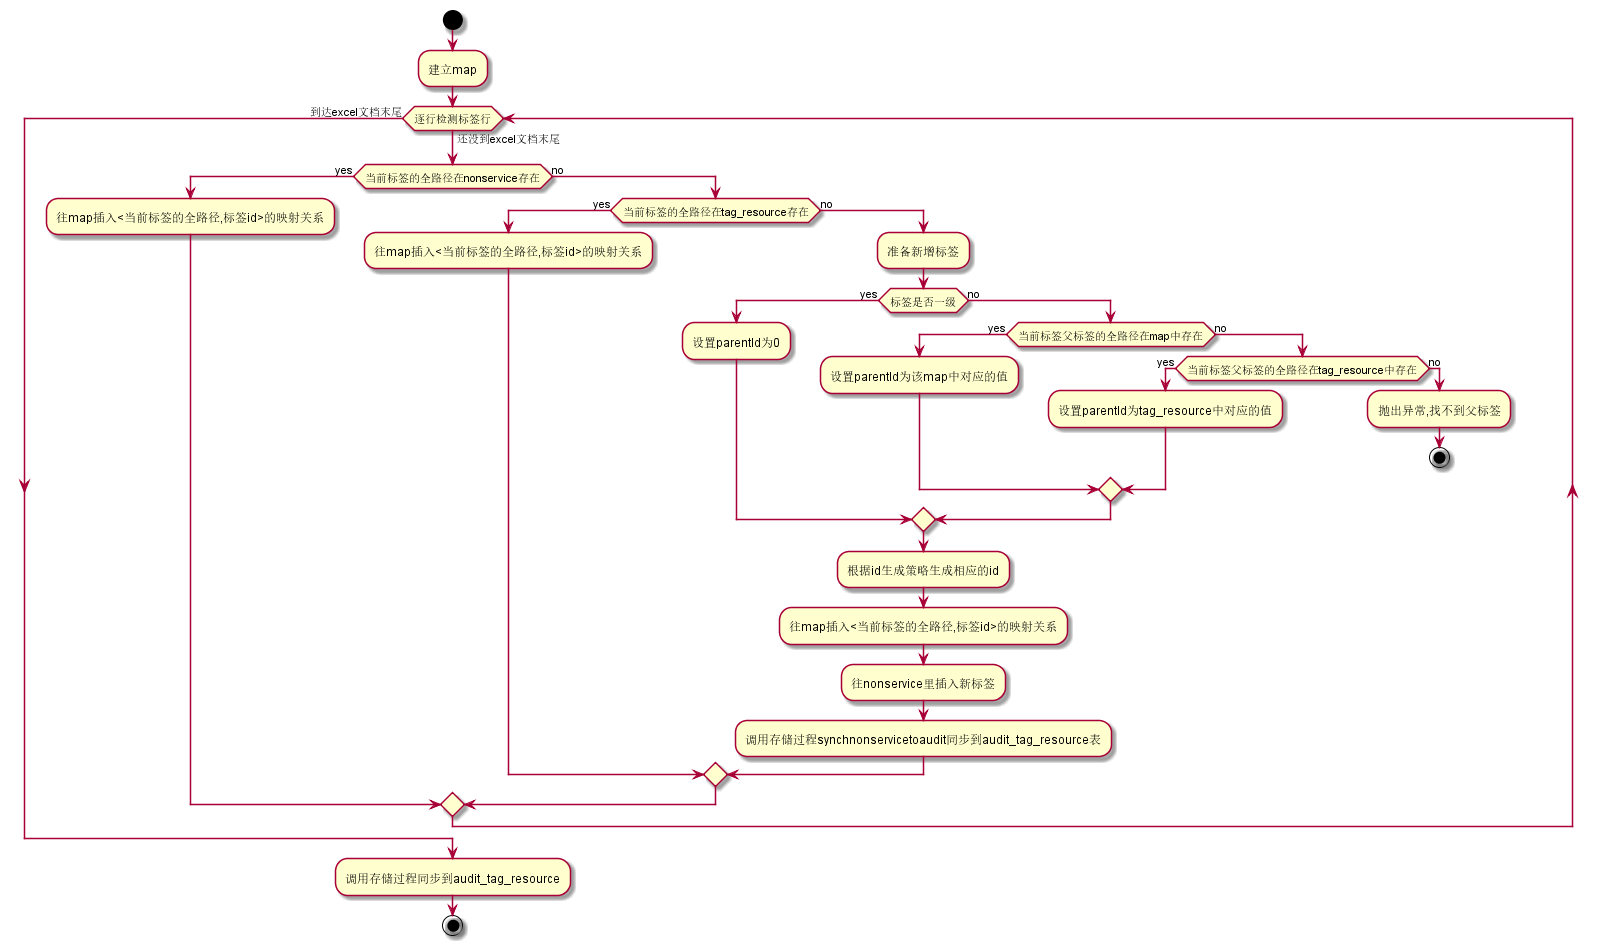 建立map
到达excel文档末尾
逐行检测标签行
还没到excel文档末尾
yes
当前标签的全路径在nonservice存在
no
往map插入<当前标签的全路径,标签id>的映射关系
yes
当前标签的全路径在tag_resource存在
no
往map插入<当前标签的全路径,标签id>的映射关系
准备新增标签
yes
标签是否一级
no
设置parentId为0
yes
当前标签父标签的全路径在map中存在
no
设置parentId为该map中对应的值
yes
当前标签父标签的全路径在tag_resource中存在
no
设置parentId为tag_resource中对应的值
抛出异常,找不到父标签
根据id生成策略生成相应的id
往map插入<当前标签的全路径,标签id>的映射关系
往nonservice里插入新标签
调用存储过程synchnonservicetoaudit同步到audit_tag_resource表
调用存储过程同步到audit_tag_resource